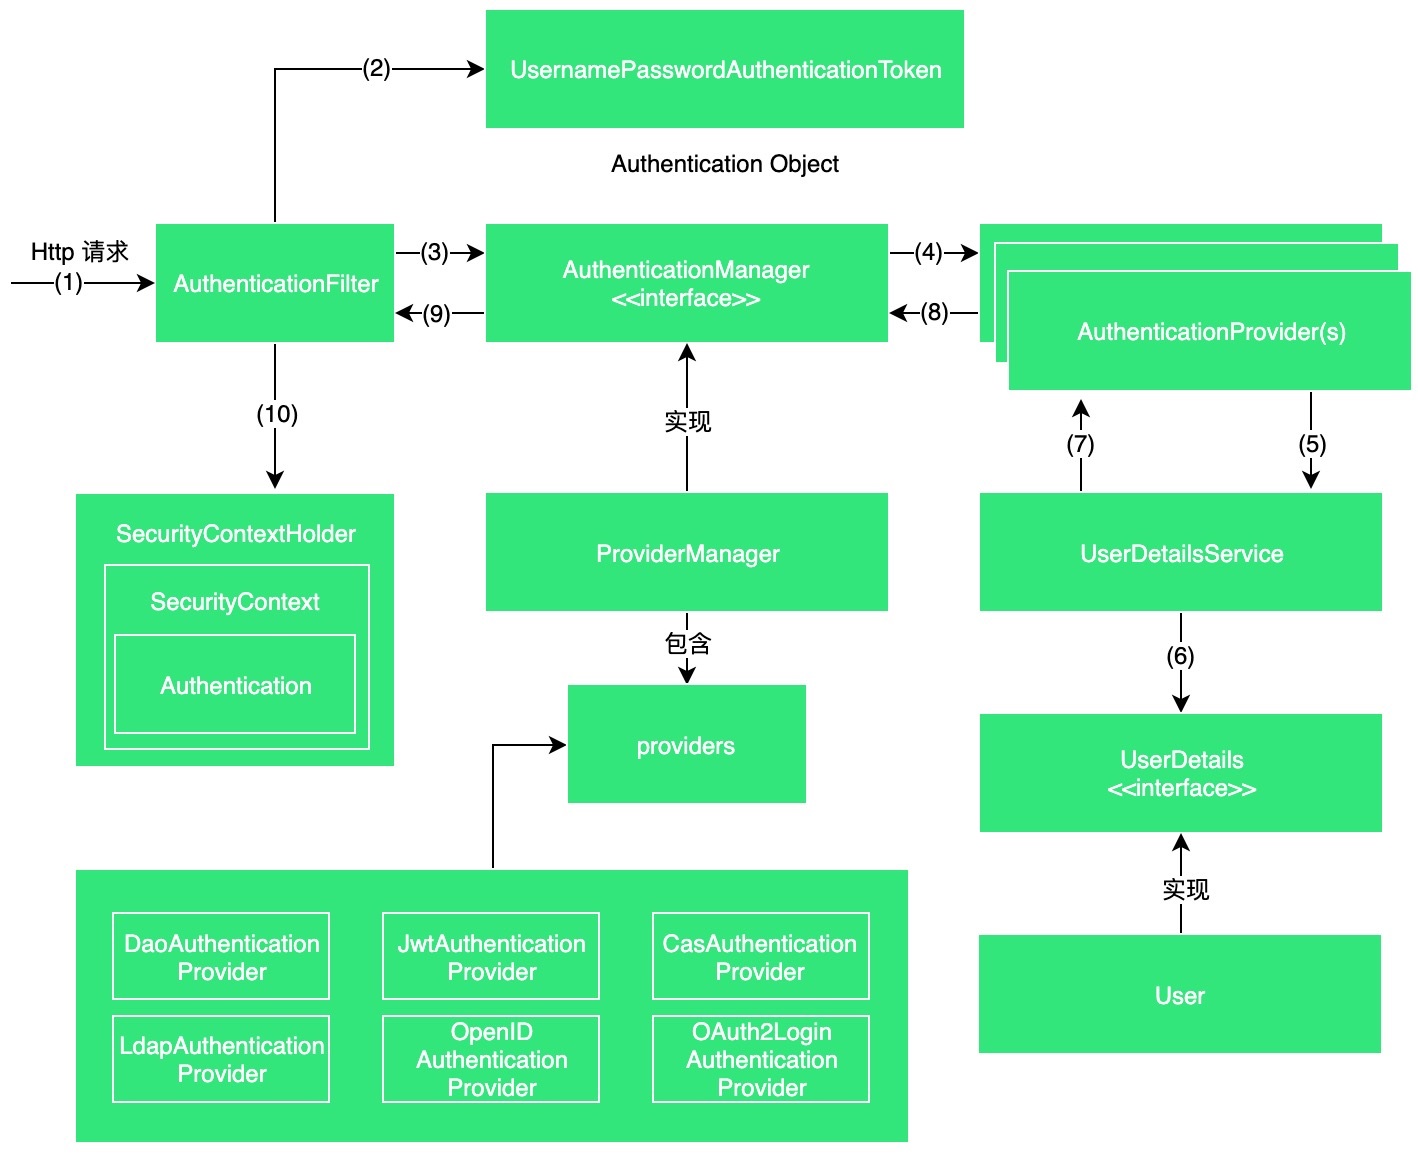 (2)
UsernamePasswordAuthenticationToken
Authentication Object
Http 请求
(1)
AuthenticationFilter
(3)
(9)
AuthenticationManager
<<interface>>
(4)
(8)
AuthenticationProvider(s)
(10)
实现
(7)
(5)
SecurityContextHolder
SecurityContext
Authentication
ProviderManager
UserDetailsService
包含
(6)
providers
UserDetails
<<interface>>
实现
User
DaoAuthentication
Provider
JwtAuthentication
Provider
CasAuthentication
Provider
LdapAuthentication
Provider
OpenID
Authentication
Provider
OAuth2Login
Authentication
Provider